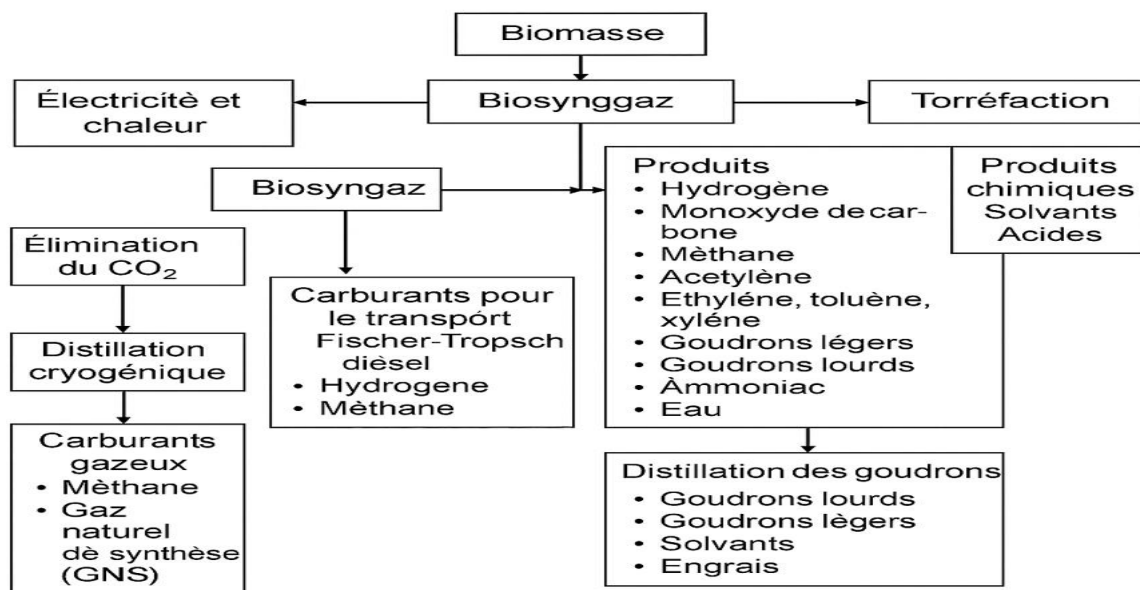 Biomasse
Électricitè et
chaleur
Biosynggaz
Torréfaction
Biosyngaz
Produits
• Hydrogène
• Monoxyde de car-
bone
• Mèthane
• Acetylène
• Ethyléne, toluène,
xyléne
• Goudrons légers
• Goudrons lourds
• Àmmoniac
• Eau
Produits
chimiques
Solvants
Acides
Élimination
du CO₂
Distillation
cryogénique
Carburants
gazeux
• Mèthane
• Gaz
naturel
dè synthèse
(GNS)
Carburants pour
le transpórt
Fischer-Tropsch
dièsel
• Hydrogene
• Mèthane
Distillation des goudrons
• Goudrons lourds
• Goudrons lègers
• Solvants
• Engrais